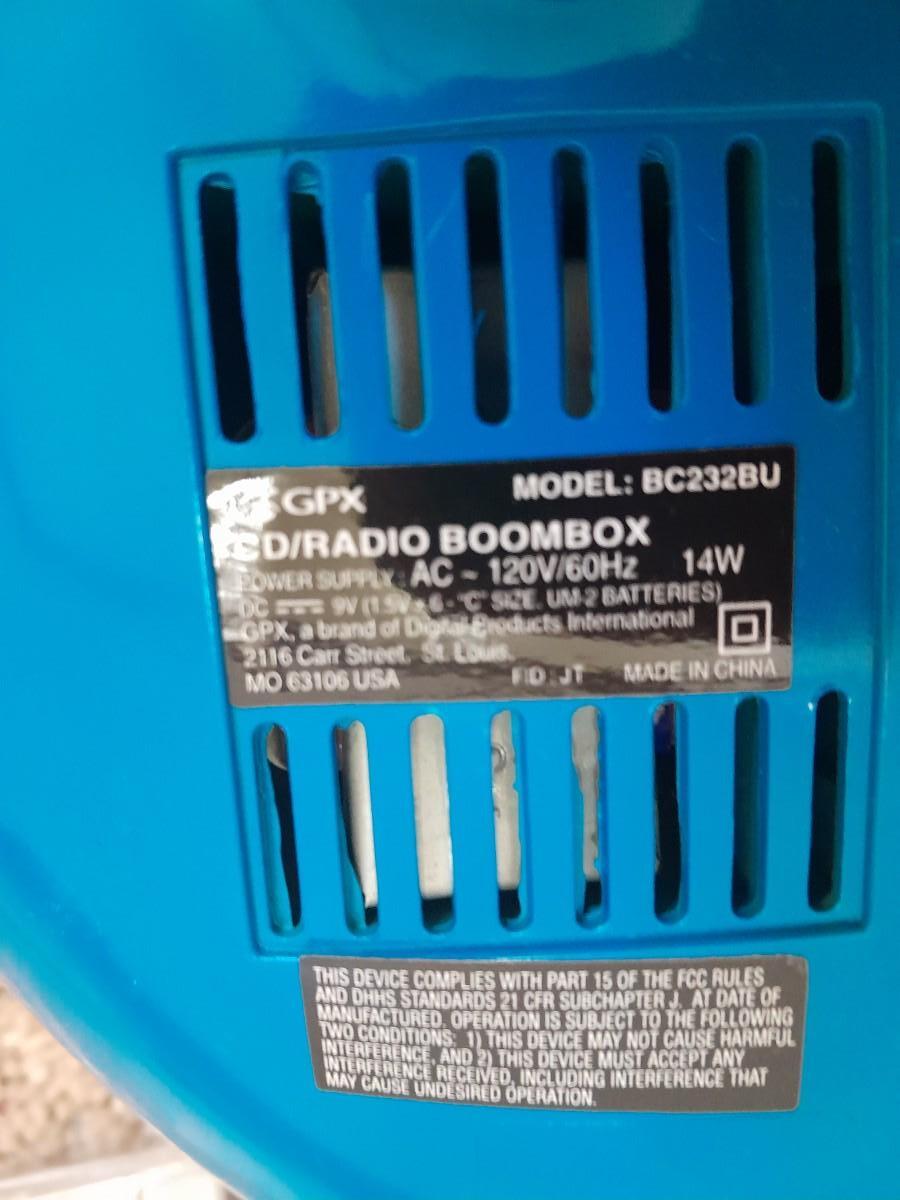 GPX
MODEL: BC232BU
CD/RADIO BOOMBOX
POWER SUPPLY: AC ~ 120V/60Hz 14W
DC 9V (1.5V × 6 - "C" SIZE. UM-2 BATTERIES)
GPX, a brand of Digital Products International
2116 Carr Street. St. Louis.
MO 63106 USA
FID: JT MADE IN CHINA
THIS DEVICE COMPLIES WITH PART 15 OF THE FCC RULES
AND DHHS STANDARDS 21 CFR SUBCHAPTER J. AT DATE OF
MANUFACTURED, OPERATION IS SUBJECT TO THE FOLLOWING
TWO CONDITIONS: 1) THIS DEVICE MAY NOT CAUSE HARMFUL
INTERFERENCE, AND 2) THIS DEVICE MUST ACCEPT ANY
INTERFERENCE RECEIVED, INCLUDING INTERFERENCE THAT
MAY CAUSE UNDESIRED OPERATION.